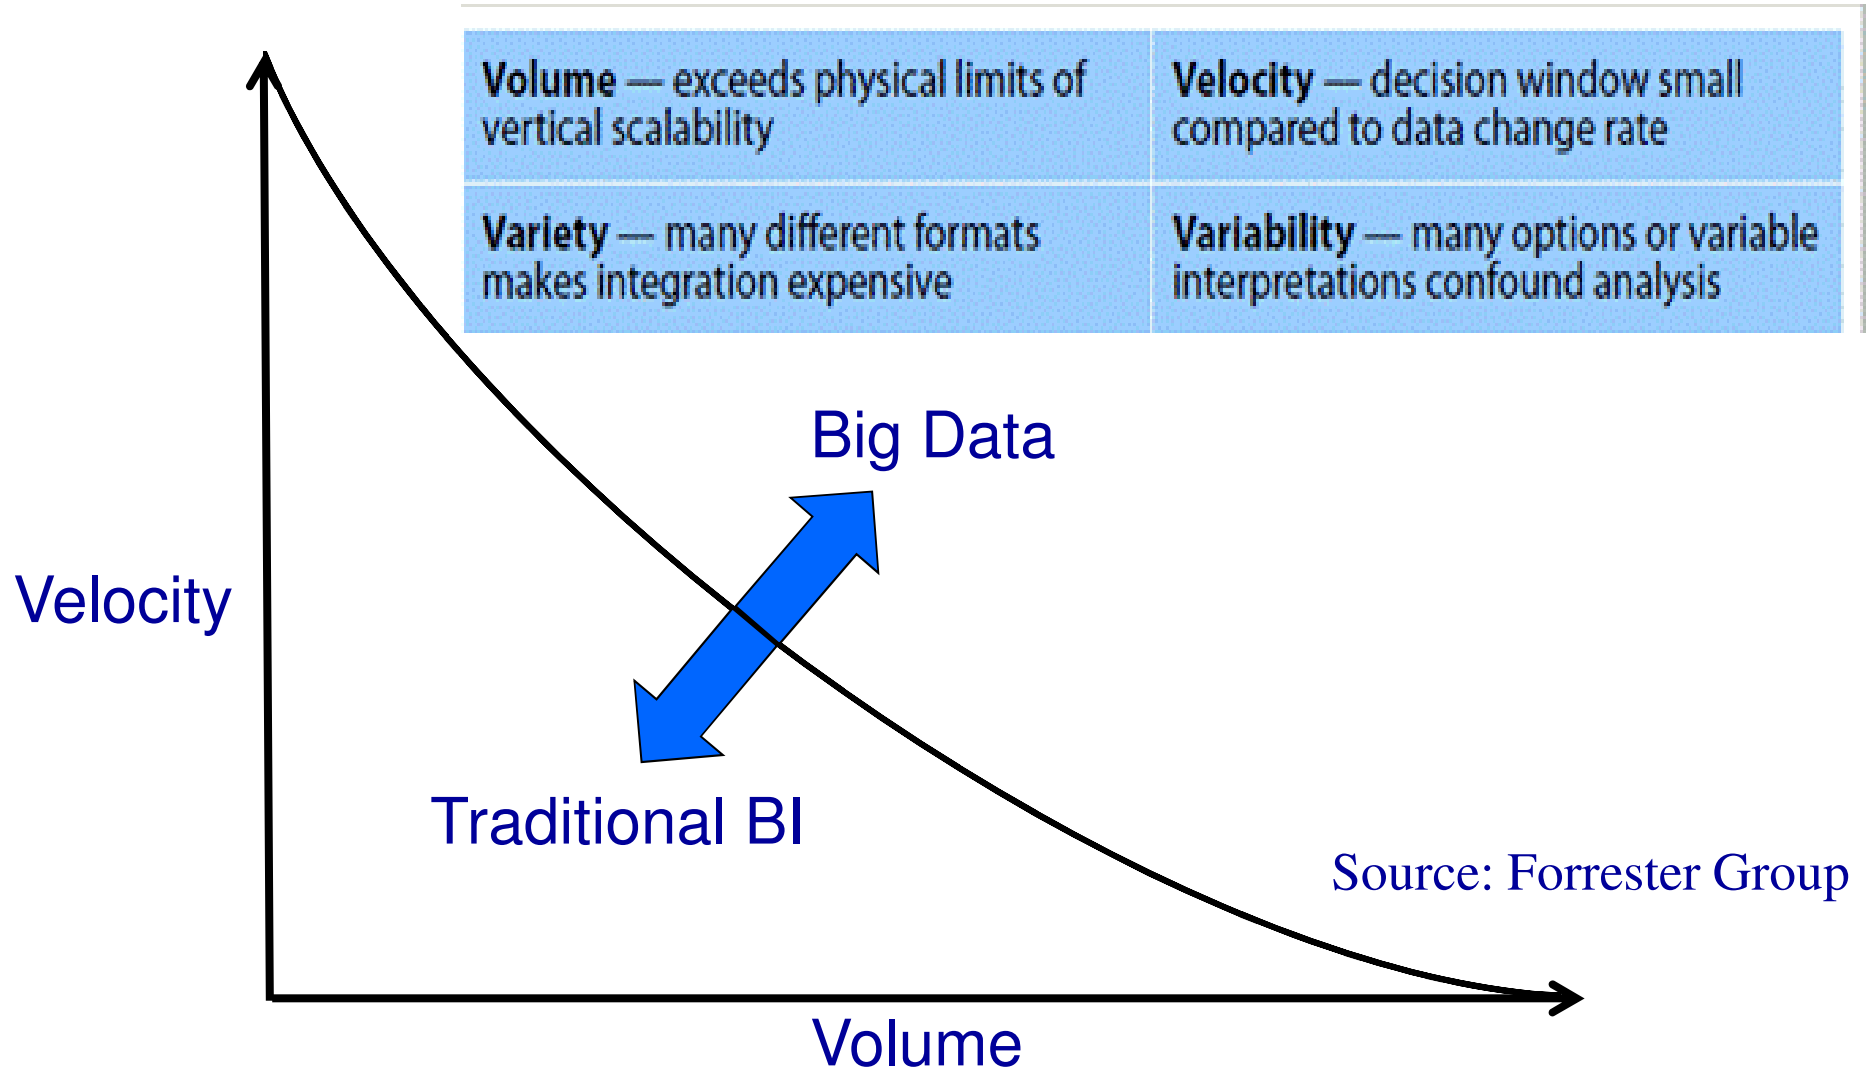 Volume — exceeds physical limits of
vertical scalability
Velocity — decision window small
compared to data change rate
Variety — many different formats
makes integration expensive
Variability — many options or variable
interpretations confound analysis
Big Data
Velocity
Traditional BI
Source: Forrester Group
Volume